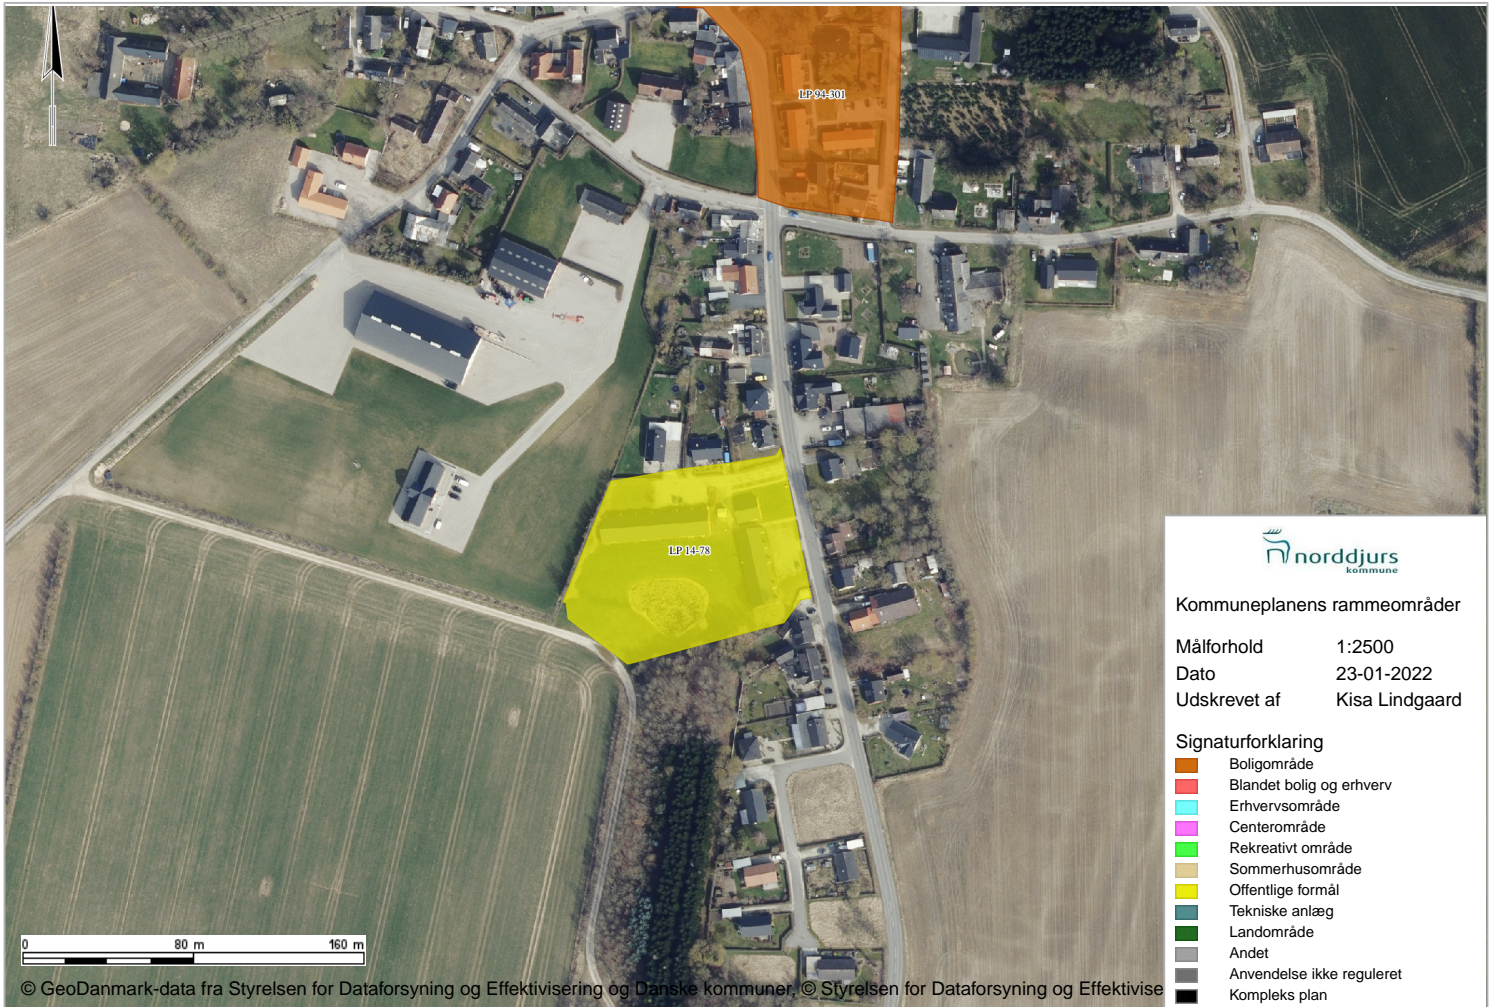 LP 94-301
LP 14-78
norddjurs
kommune
Kommuneplanens rammeområder
Målforhold 1:2500
Dato 23-01-2022
Udskrevet af Kisa Lindgaard
Signaturforklaring
Boligområde
Blandet bolig og erhverv
Erhvervsområde
Centerområde
Rekreativt område
Sommerhusområde
Offentlige formål
Tekniske anlæg
Landområde
Andet
Anvendelse ikke reguleret
Kompleks plan
0 80 m 160 m
© GeoDanmark-data fra Styrelsen for Dataforsyning og Effektivisering og Danske kommuner, © Styrelsen for Dataforsyning og Effektivise